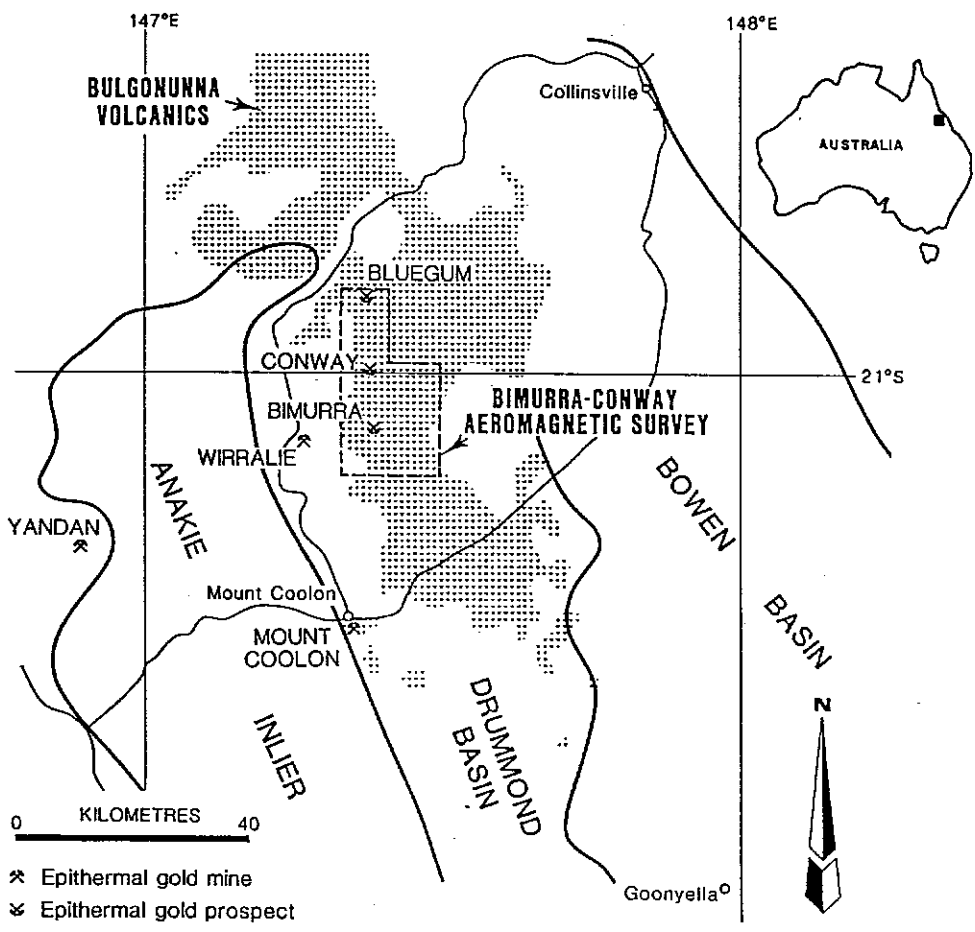 147°E
148°E
BULGONUNNA
VOLCANICS
Collinsville
AUSTRALIA
BLUEGUM
CONWAY
21°S
BIMURRA-CONWAY
AEROMAGNETIC SURVEY
BIMURRA
WIRRALIE
ANAKIE
BOWEN
YANDAN
Mount Coolon
BASIN
MOUNT
COOLON
DRUMMOND
BASIN
INLIER
N
KILOMETRES
0 40
Epithermal gold mine
Epithermal gold prospect
Goonyella